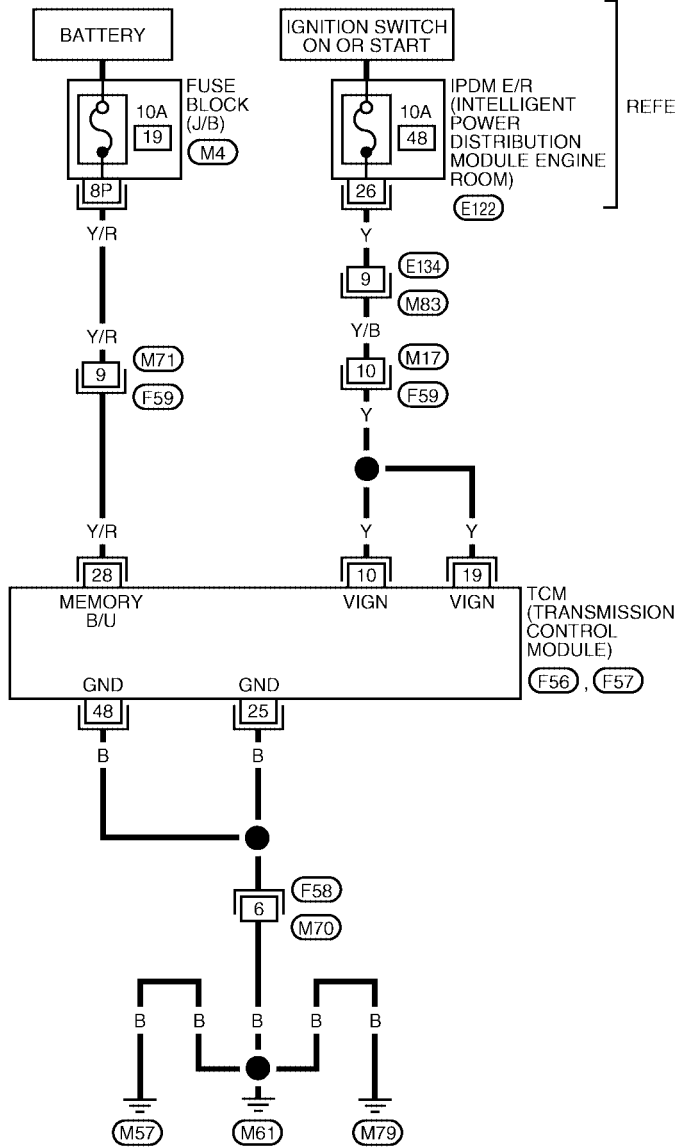 BATTERY
IGNITION SWITCH
ON OR START
FUSE
BLOCK
(J/B)
10A
19
M4
8P
IPDM E/R
(INTELLIGENT
POWER
DISTRIBUTION
MODULE ENGINE
ROOM)
10A
48
26
E122
REFE
Y/R
Y
9
E134
M83
Y/R
Y/B
9
M71
F59
10
M17
F59
Y
Y/R
Y
Y
28
10
19
MEMORY
B/U
VIGN
VIGN
TCM
(TRANSMISSION
CONTROL
MODULE)
F56 , F57
GND
GND
48
25
B
B
6
F58
M70
B
B
B
B
B
M57
M61
M79